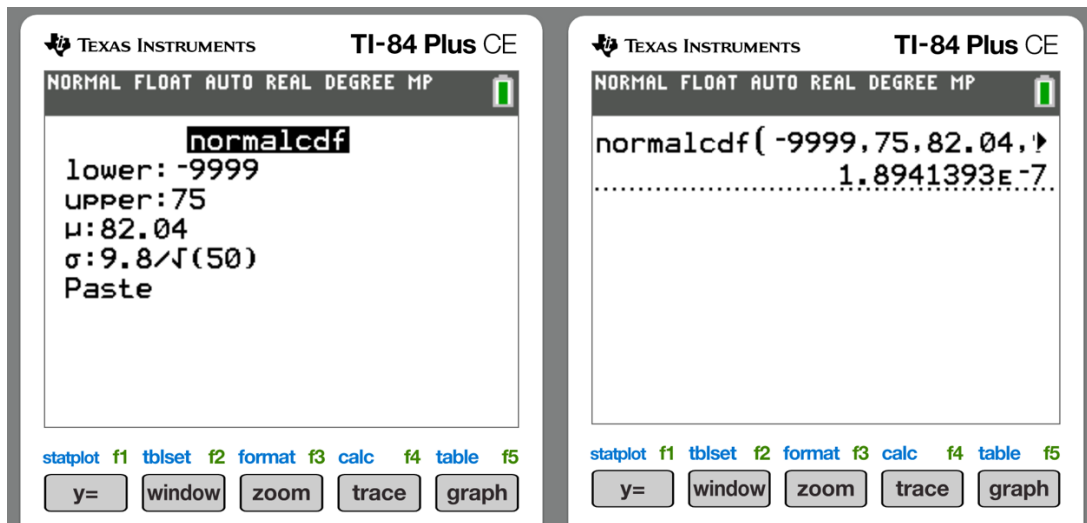 TEXAS INSTRUMENTS TI-84 Plus CE
NORMAL FLOAT AUTO REAL DEGREE MP
normalcdf
lower:-9999
upper:75
μ:82.04
σ:9.8/√(50)
Paste
statplot f1 tblset f2 format f3 calc f4 table f5
y= window zoom trace graph
TEXAS INSTRUMENTS TI-84 Plus CE
NORMAL FLOAT AUTO REAL DEGREE MP
normalcdf(-9999,75,82.04,
1.8941393E-7
statplot f1 tblset f2 format f3 calc f4 table f5
y= window zoom trace graph